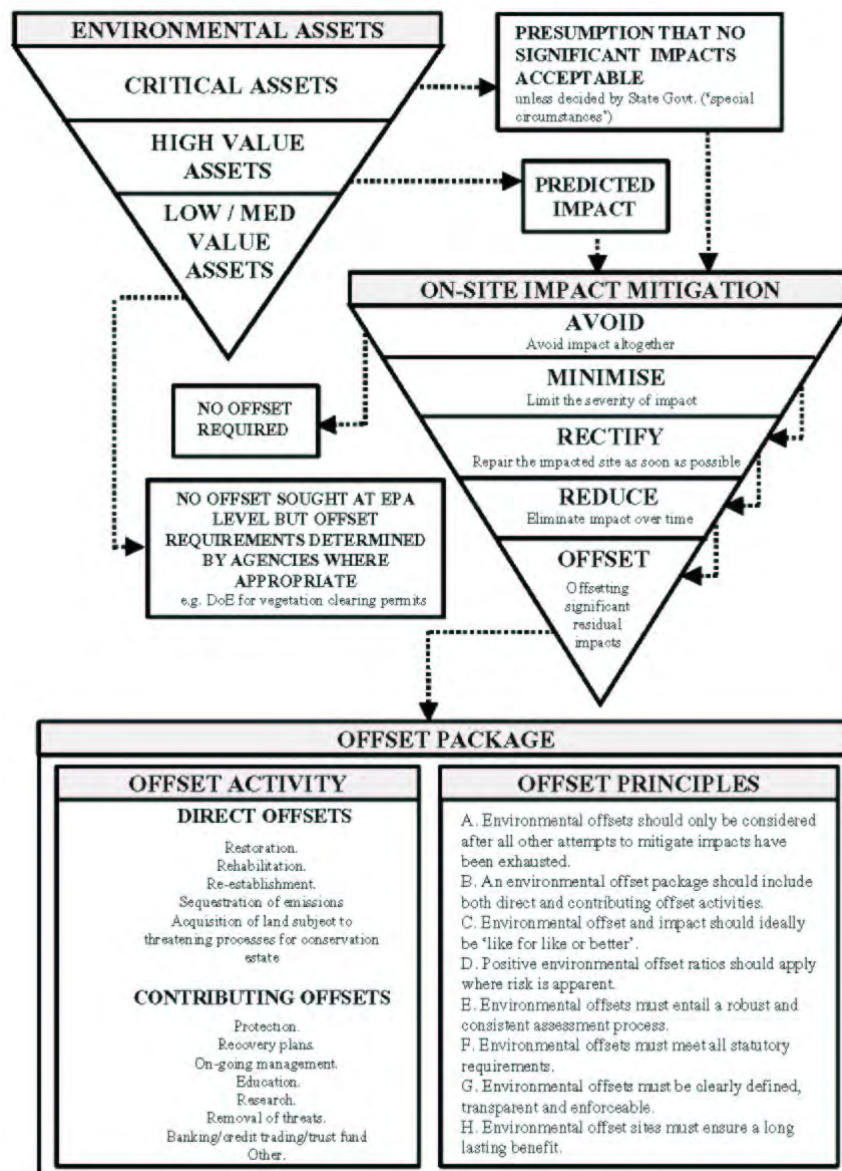 ENVIRONMENTAL ASSETS
CRITICAL ASSETS
HIGH VALUE
ASSETS
LOW / MED
VALUE
ASSETS
PRESUMPTION THAT NO
SIGNIFICANT IMPACTS
ACCEPTABLE
unless decided by State Govt. ('special
circumstances')
PREDICTED
IMPACT
ON-SITE IMPACT MITIGATION
AVOID
Avoid impact altogether
MINIMISE
Limit the severity of impact
RECTIFY
Repair the impacted site as soon as possible
REDUCE
Eliminate impact over time
OFFSET
Offsetting
significant
residual
impacts
NO OFFSET
REQUIRED
NO OFFSET SOUGHT AT EPA
LEVEL BUT OFFSET
REQUIREMENTS DETERMINED
BY AGENCIES WHERE
APPROPRIATE
e.g. DoE for vegetation clearing permits
OFFSET PACKAGE
OFFSET ACTIVITY
DIRECT OFFSETS
Restoration.
Rehabilitation.
Re-establishment.
Sequestration of emissions
Acquisition of land subject to
threatening processes for conservation
estate
CONTRIBUTING OFFSETS
Protection.
Recovery plans.
On-going management.
Education.
Research.
Removal of threats.
Banking/credit trading/trust fund
Other.
OFFSET PRINCIPLES
A. Environmental offsets should only be considered
after all other attempts to mitigate impacts have
been exhausted.
B. An environmental offset package should include
both direct and contributing offset activities.
C. Environmental offset and impact should ideally
be 'like for like or better'.
D. Positive environmental offset ratios should apply
where risk is apparent.
E. Environmental offsets must entail a robust and
consistent assessment process.
F. Environmental offsets must meet all statutory
requirements.
G. Environmental offsets must be clearly defined,
transparent and enforceable.
H. Environmental offset sites must ensure a long
lasting benefit.